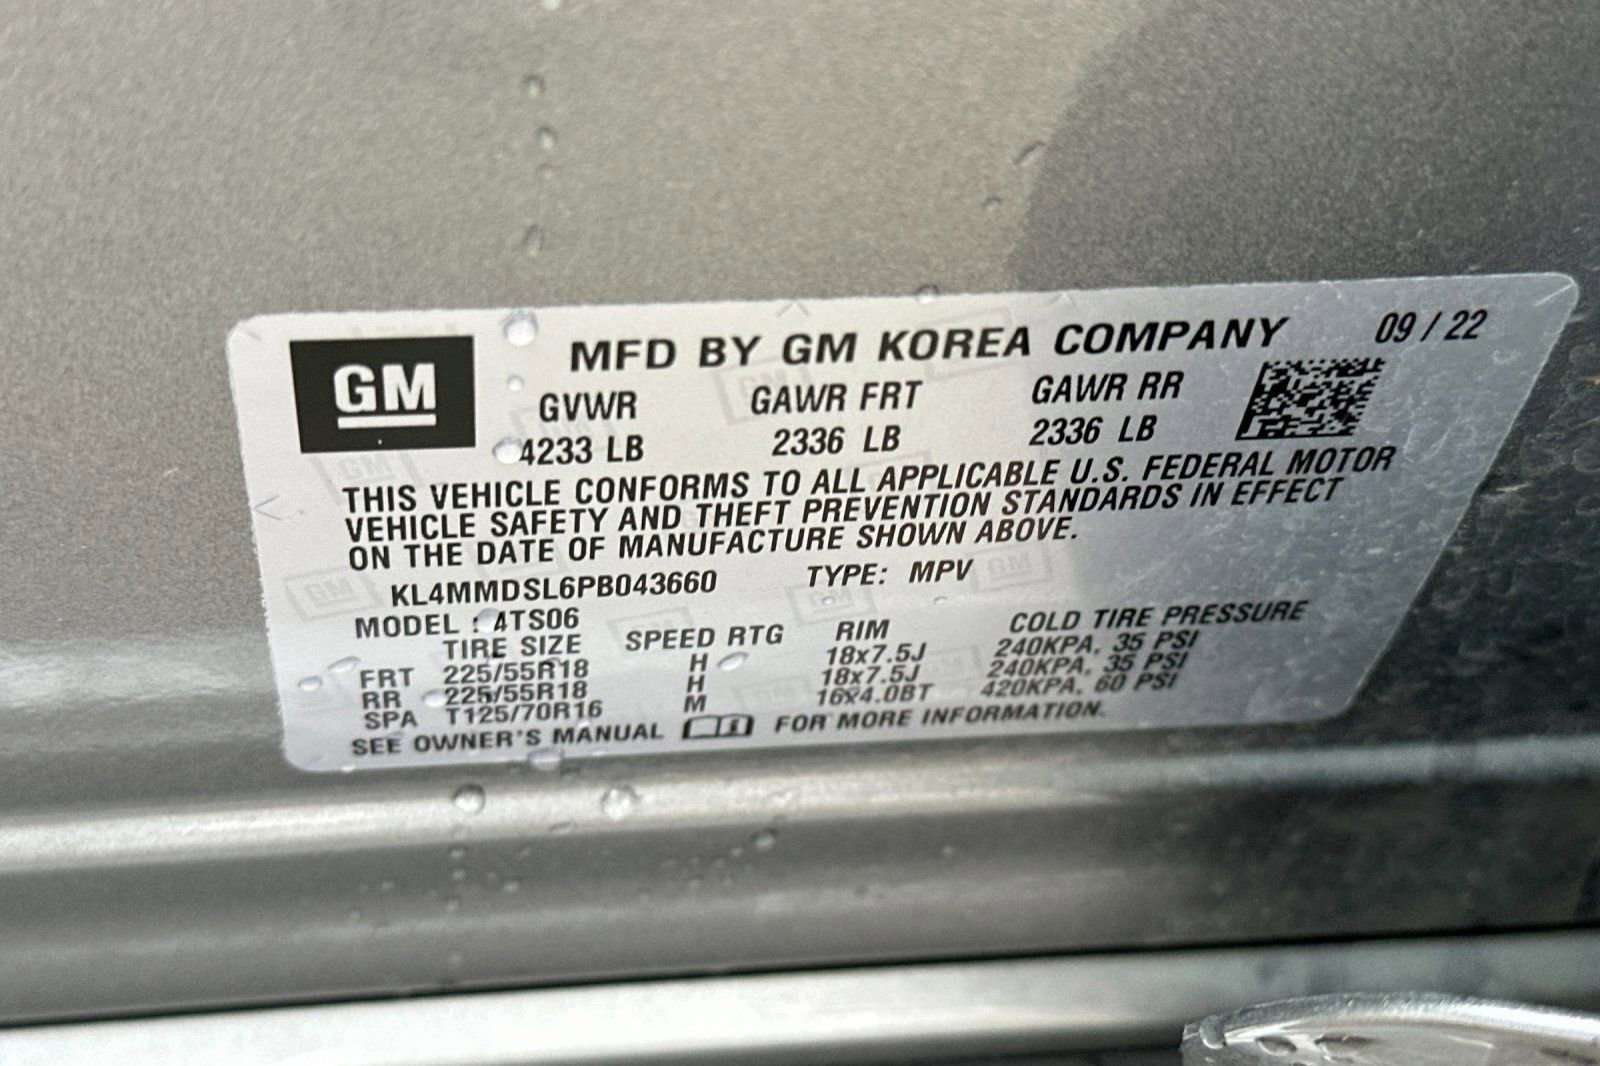 GM
MFD BY GM KOREA COMPANY 09 / 22
GVWR GAWR FRT GAWR RR
4233 LB 2336 LB 2336 LB
THIS VEHICLE CONFORMS TO ALL APPLICABLE U.S. FEDERAL MOTOR
VEHICLE SAFETY AND THEFT PREVENTION STANDARDS IN EFFECT
ON THE DATE OF MANUFACTURE SHOWN ABOVE.
KL4MMDSL6PB043660 TYPE: MPV
MODEL : 4TS06
TIRE SIZE SPEED RTG RIM COLD TIRE PRESSURE
FRT 225/55R18 H 18x7.5J 240KPA, 35 PSI
RR 225/55R18 H 18x7.5J 240KPA, 35 PSI
SPA T125/70R16 M 16x4.0BT 420KPA, 60 PSI
SEE OWNER'S MANUAL FOR MORE INFORMATION.